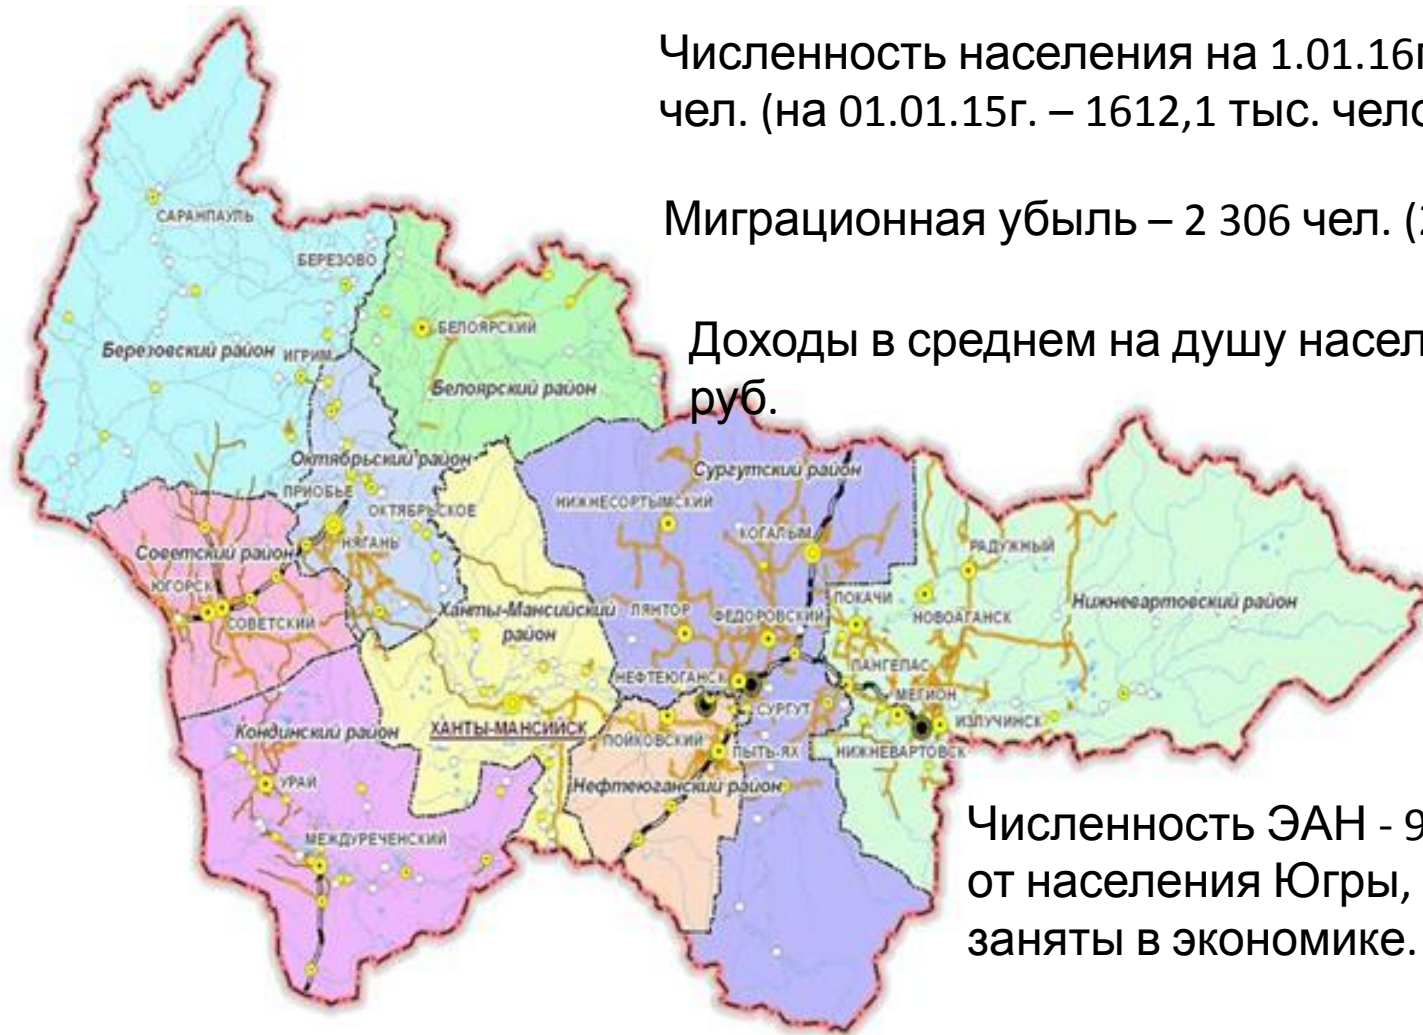 Численность населения на 1.01.16г
чел. (на 01.01.15г. – 1612,1 тыс. чело
Миграционная убыль – 2 306 чел. (2
Доходы в среднем на душу насел
руб.
САРАНПАУЛЬ
БЕРЕЗОВО
БЕЛОЯРСКИЙ
Березовский район
ИГРИМ
Белоярский район
Октябрьский район
Сургутский район
ПРИОБЬЕ
ОКТЯБРЬСКОЕ
НИЖНЕСОРТЫМСКИЙ
КОГАЛЫМ
НЯГАНЬ
Советский район
РАДУЖНЫЙ
ЮГОРСК
СОВЕТСКИЙ
Ханты-Мансийский
район
ЛЯНТОР
ФЕДОРОВСКИЙ
ПОКАЧИ
НОВОАГАНСК
Нижневартовский район
ЛАНГЕПАС
НЕФТЕЮГАНСК
МЕГИОН
СУРГУТ
ИЗЛУЧИНСК
Кондинский район
ХАНТЫ-МАНСИЙСК
ПОЙКОВСКИЙ
ПЫТЬ-ЯХ
НИЖНЕВАРТОВСК
УРАЙ
Нефтеюганский район
МЕЖДУРЕЧЕНСКИЙ
Численность ЭАН - 9
от населения Югры,
заняты в экономике.